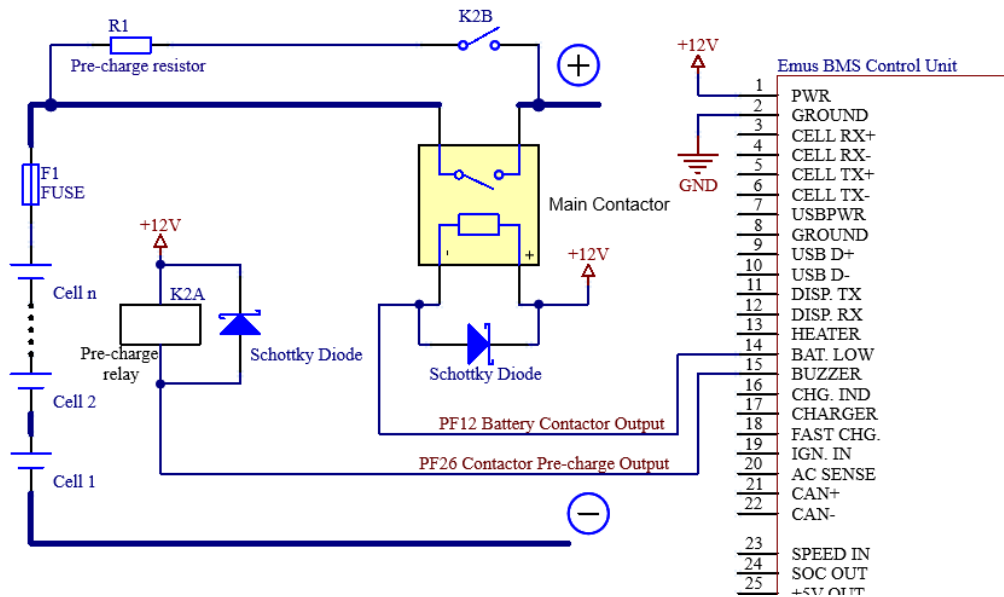 R1
Pre-charge resistor
K2B
+
F1
FUSE
Cell n
Cell 2
Cell 1
+12V
K2A
Pre-charge
relay
Schottky Diode
Main Contactor
-
+
+12V
Schottky Diode
PF12 Battery Contactor Output
PF26 Contactor Pre-charge Output
−
+12V
GND
Emus BMS Control Unit
1 PWR
2 GROUND
3 CELL RX+
4 CELL RX-
5 CELL TX+
6 CELL TX-
7 USBPWR
8 GROUND
9 USB D+
10 USB D-
11 DISP. TX
12 DISP. RX
13 HEATER
14 BAT. LOW
15 BUZZER
16 CHG. IND
17 CHARGER
18 FAST CHG.
19 IGN. IN
20 AC SENSE
21 CAN+
22 CAN-
23 SPEED IN
24 SOC OUT
25 +5V OUT